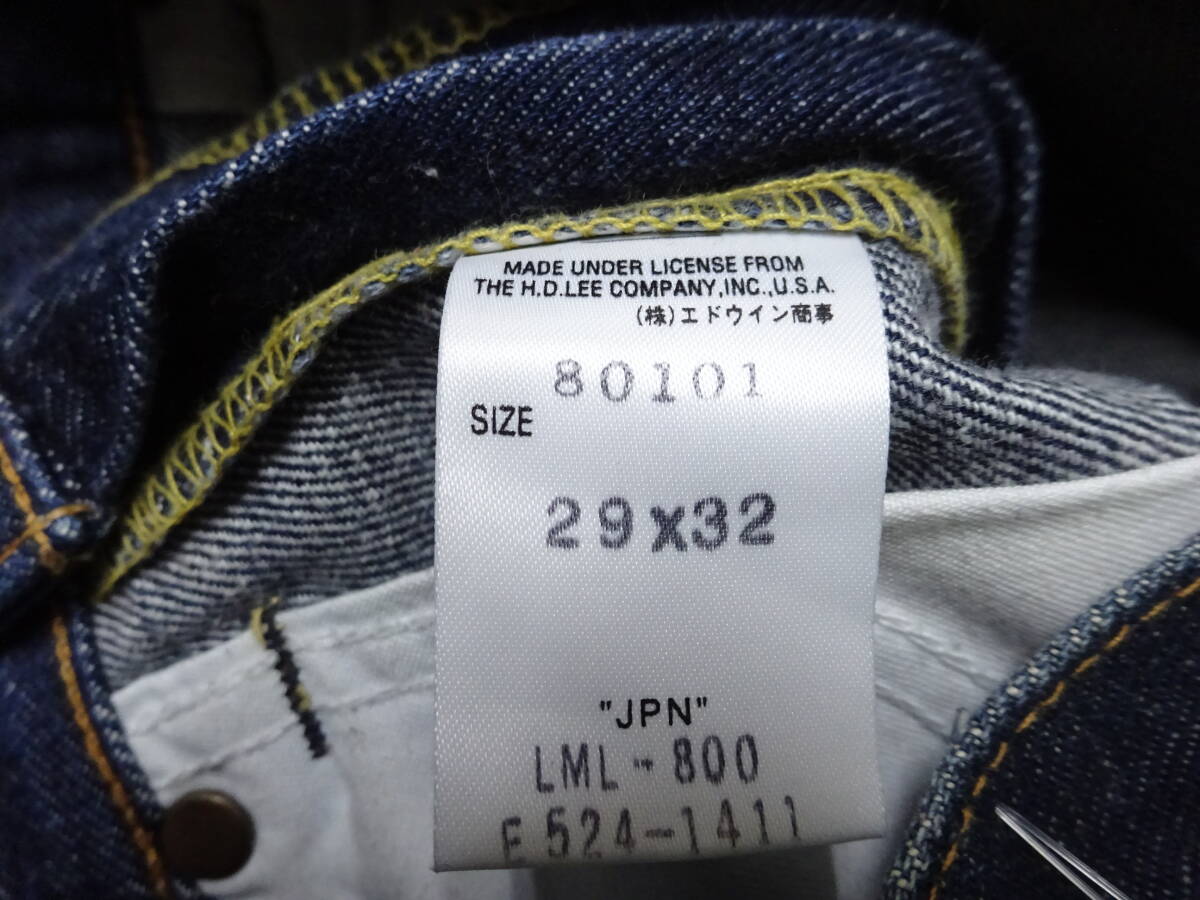 MADE UNDER LICENSE FROM
THE H.D.LEE COMPANY,INC.,U.S.A.
(株)エドウイン商事
80101
SIZE
29x32
"JPN"
LML-800
E524-1411